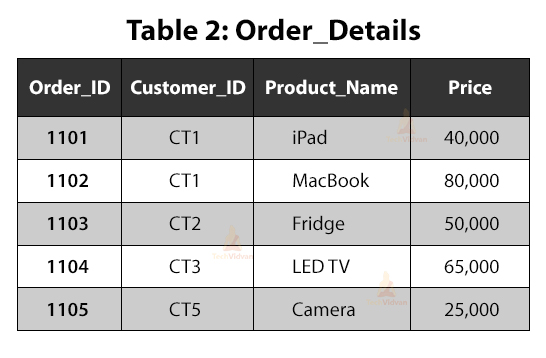 Table 2: Order_Details
Order_ID Customer_ID Product_Name Price
1101 CT1 iPad 40,000
1102 CT1 MacBook 80,000
1103 CT2 Fridge 50,000
1104 CT3 LED TV 65,000
1105 CT5 Camera 25,000